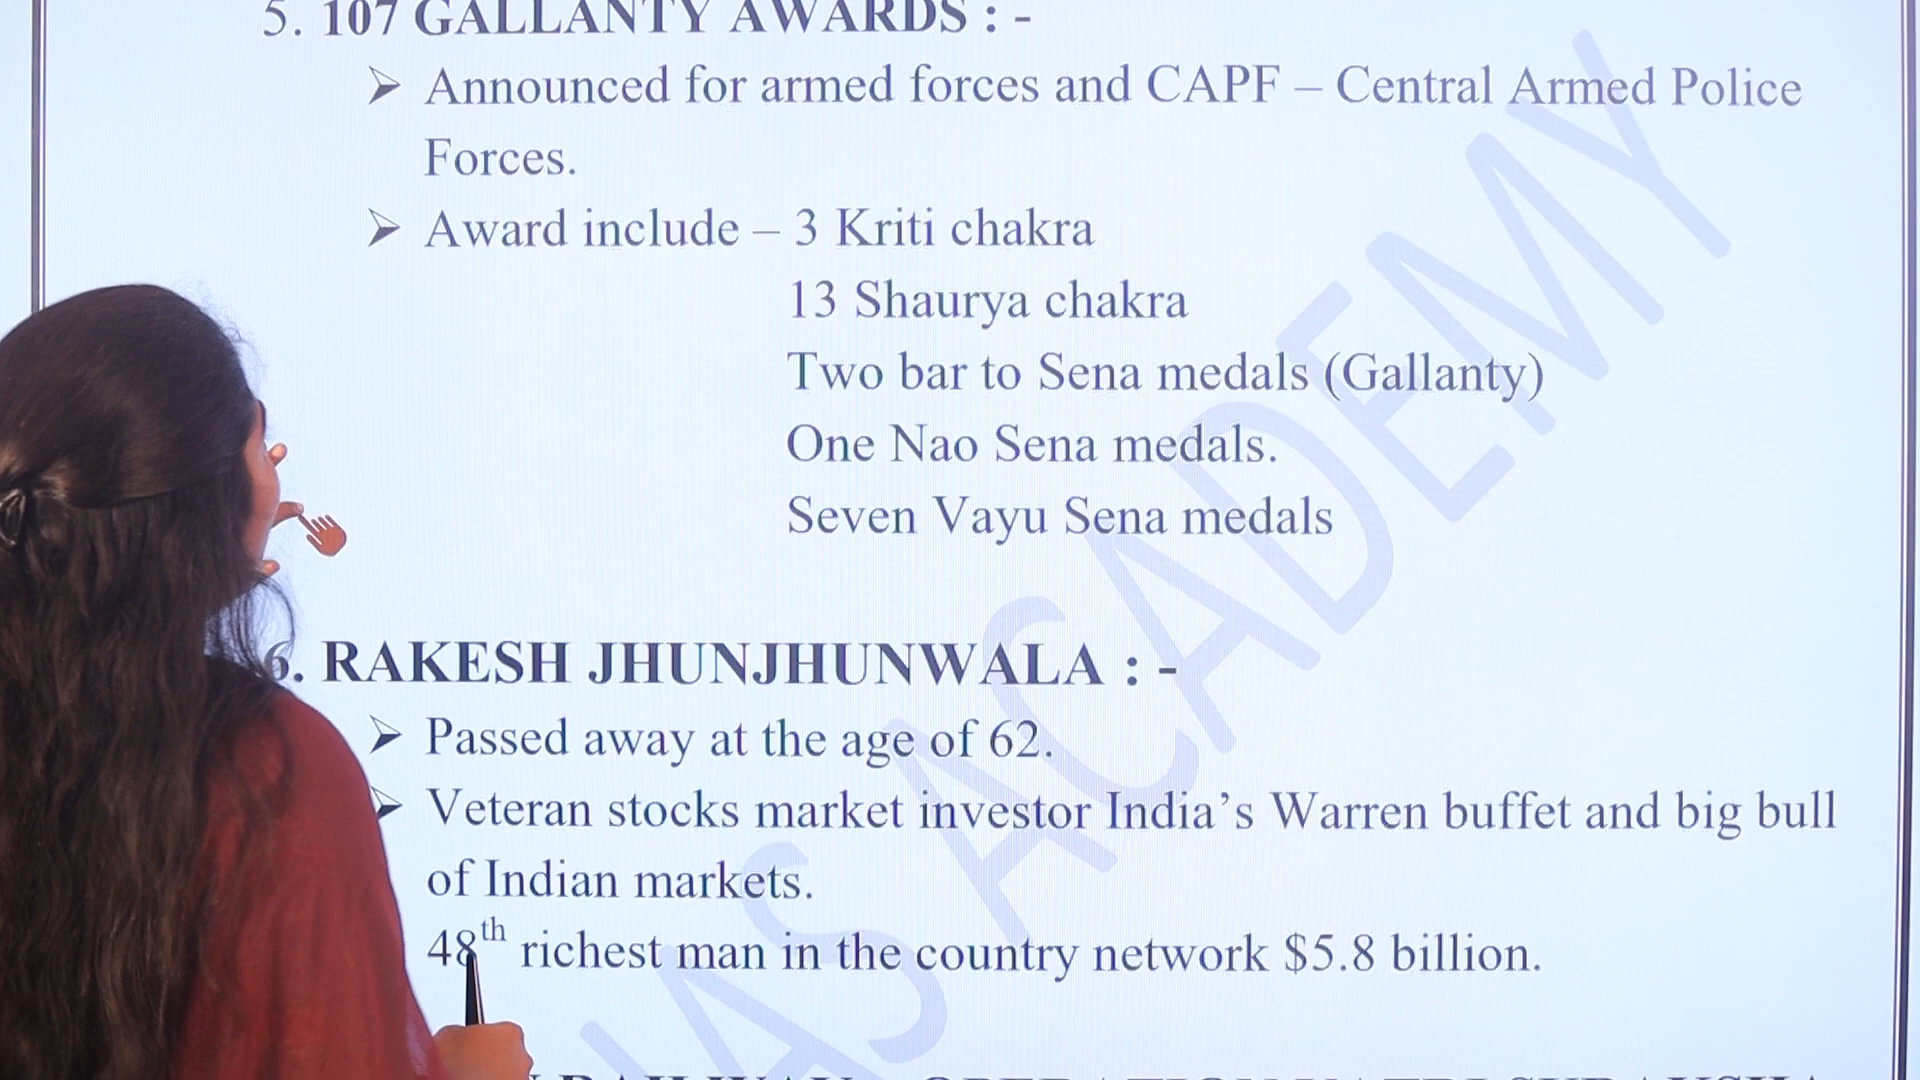 5. 107 GALLANTY AWARDS : -
➢ Announced for armed forces and CAPF – Central Armed Police
Forces.
➢ Award include – 3 Kriti chakra
13 Shaurya chakra
Two bar to Sena medals (Gallanty)
One Nao Sena medals.
Seven Vayu Sena medals
6. RAKESH JHUNJHUNWALA : -
➢ Passed away at the age of 62.
➢ Veteran stocks market investor India's Warren buffet and big bull
of Indian markets.
48th richest man in the country network $5.8 billion.
IAS ACADEMY